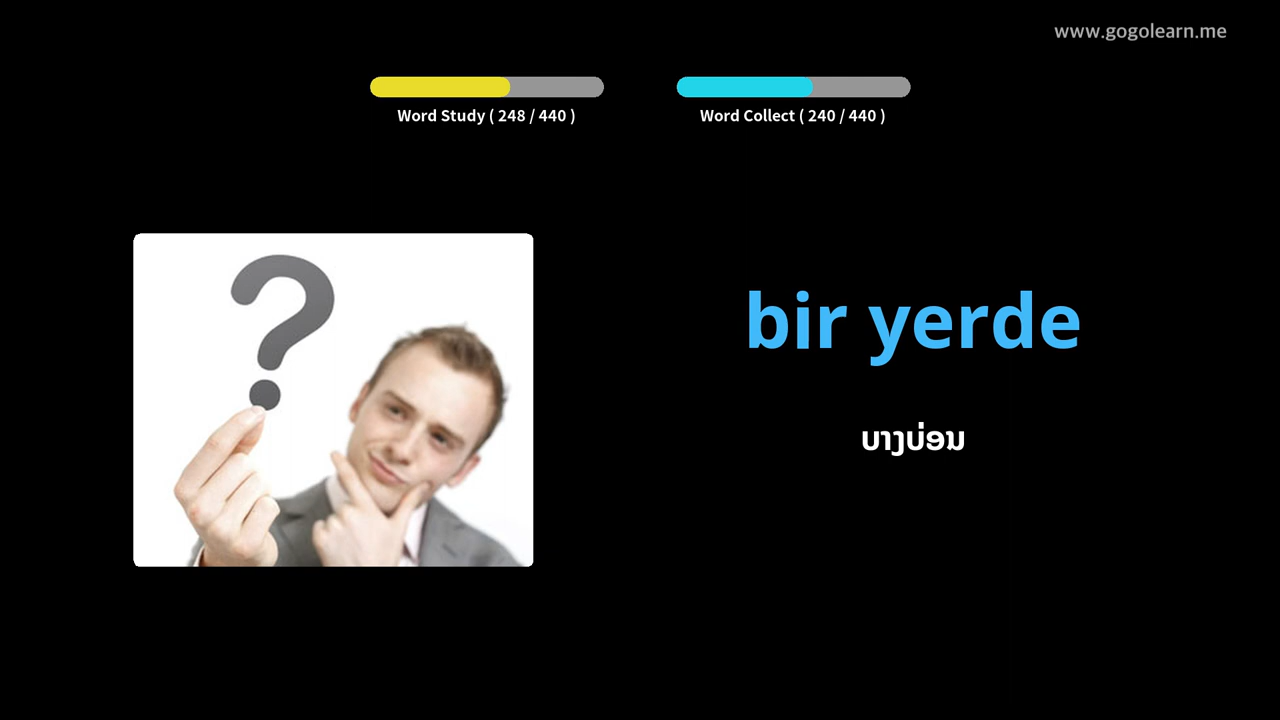 www.gogolearn.me
Word Study ( 248 / 440 )
Word Collect ( 240 / 440 )
bir yerde
ບາງບ່ອນ